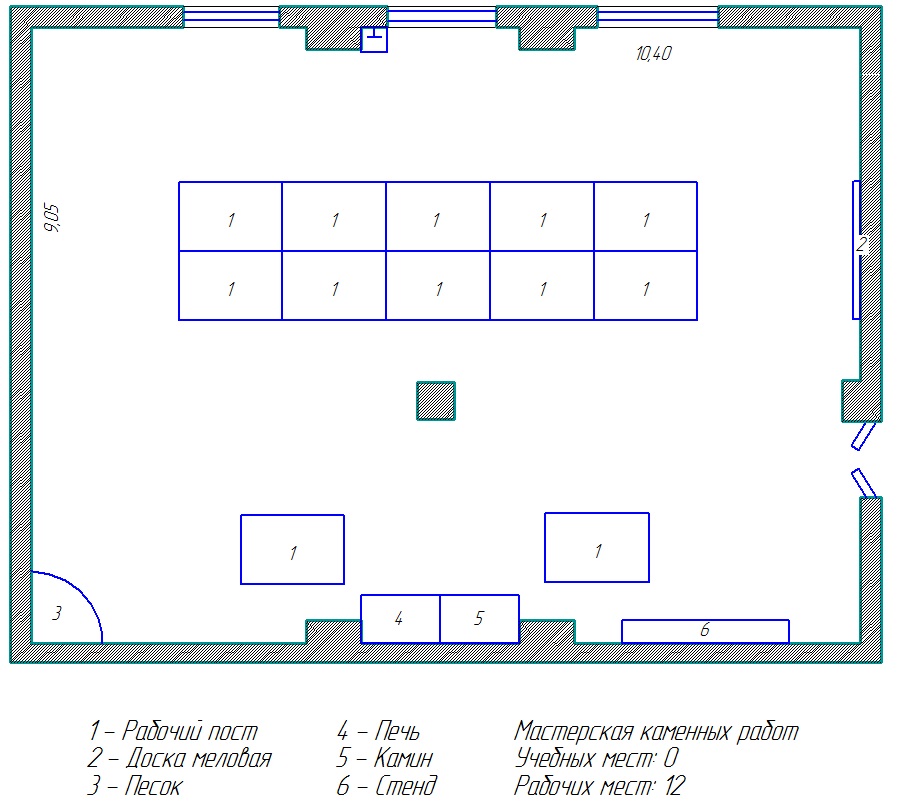 10,40
9,05
1 1 1 1 1
2
1 1 1 1 1
1 1
3 4 5 6
1 – Рабочий пост
2 – Доска меловая
3 – Песок
4 – Печь
5 – Камин
6 – Стенд
Мастерская каменных работ
Учебных мест: 0
Рабочих мест: 12